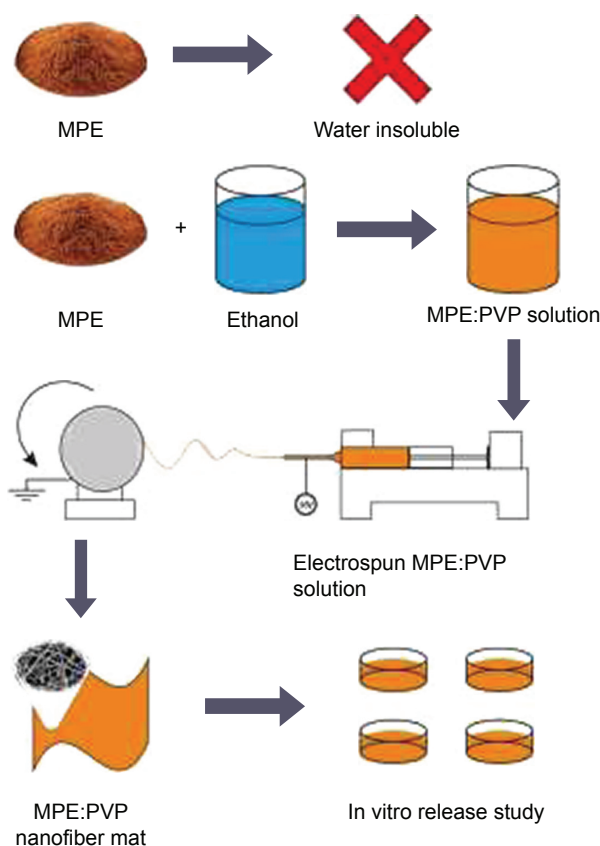 MPE
Water insoluble
+
MPE
Ethanol
MPE:PVP solution
HV
Electrospun MPE:PVP
solution
MPE:PVP
nanofiber mat
In vitro release study